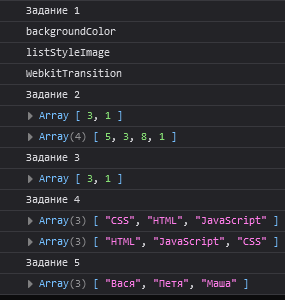 Задание 1
backgroundColor
listStyleImage
WebkitTransition
Задание 2
▶ Array [ 3, 1 ]
▶ Array(4) [ 5, 3, 8, 1 ]
Задание 3
▶ Array [ 3, 1 ]
Задание 4
▶ Array(3) [ "CSS", "HTML", "JavaScript" ]
▶ Array(3) [ "HTML", "JavaScript", "CSS" ]
Задание 5
▶ Array(3) [ "Вася", "Петя", "Маша" ]